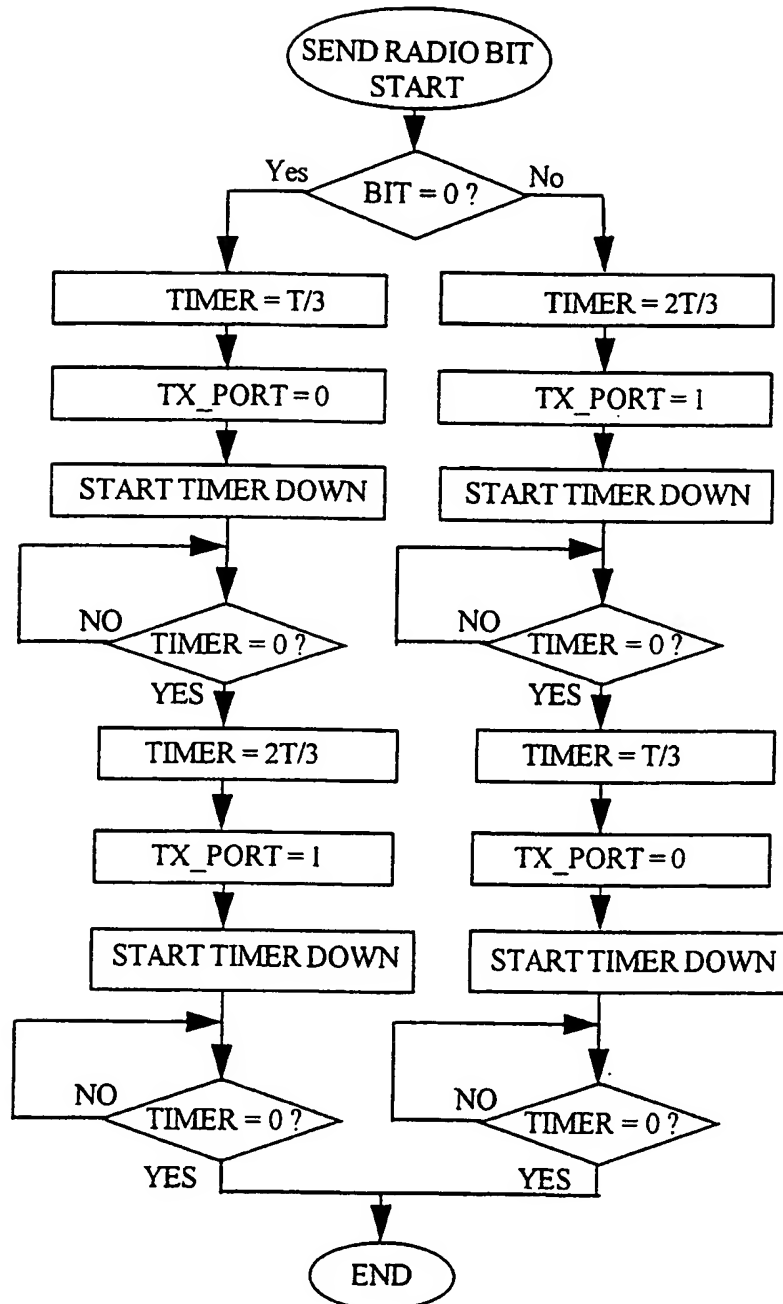 SEND RADIO BIT
START
Yes
BIT = 0 ?
No
TIMER = T/3
TIMER = 2T/3
TX_PORT = 0
TX_PORT = 1
START TIMER DOWN
START TIMER DOWN
NO
TIMER = 0 ?
NO
TIMER = 0 ?
YES
YES
TIMER = 2T/3
TIMER = T/3
TX_PORT = 1
TX_PORT = 0
START TIMER DOWN
START TIMER DOWN
NO
TIMER = 0 ?
NO
TIMER = 0 ?
YES
YES
END